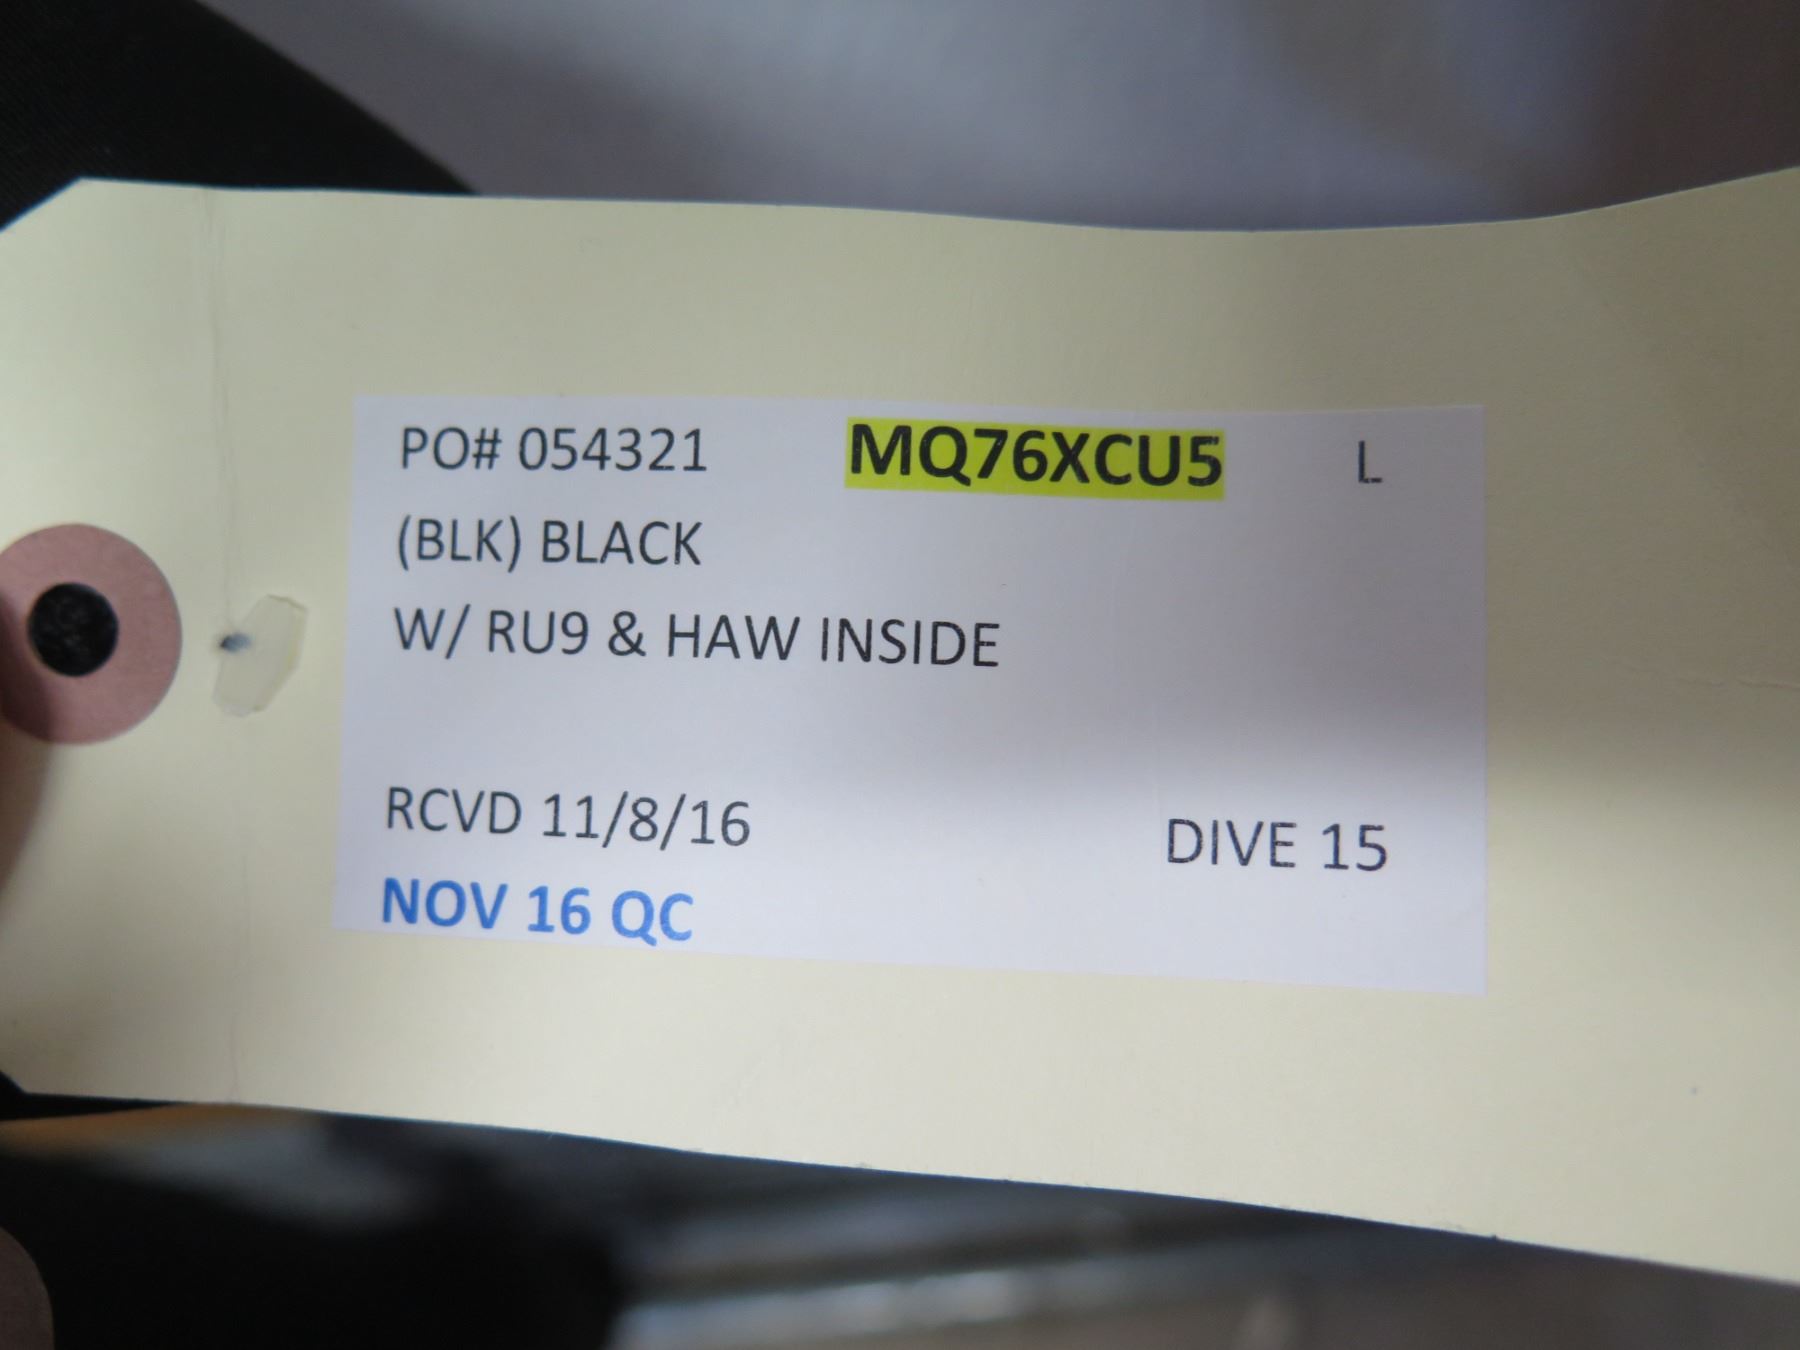 PO# 054321 MQ76XCU5 L
(BLK) BLACK
W/ RU9 & HAW INSIDE
RCVD 11/8/16 DIVE 15
NOV 16 QC